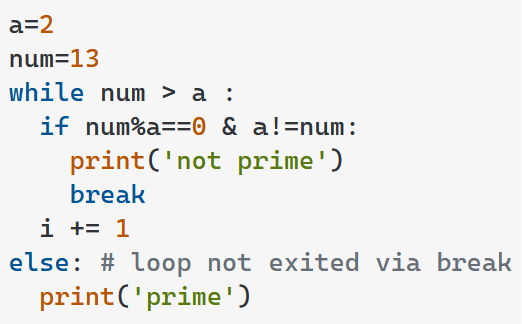 a=2
num=13
while num > a :
  if num%a==0 & a!=num:
    print('not prime')
    break
  i += 1
else: # loop not exited via break
  print('prime')